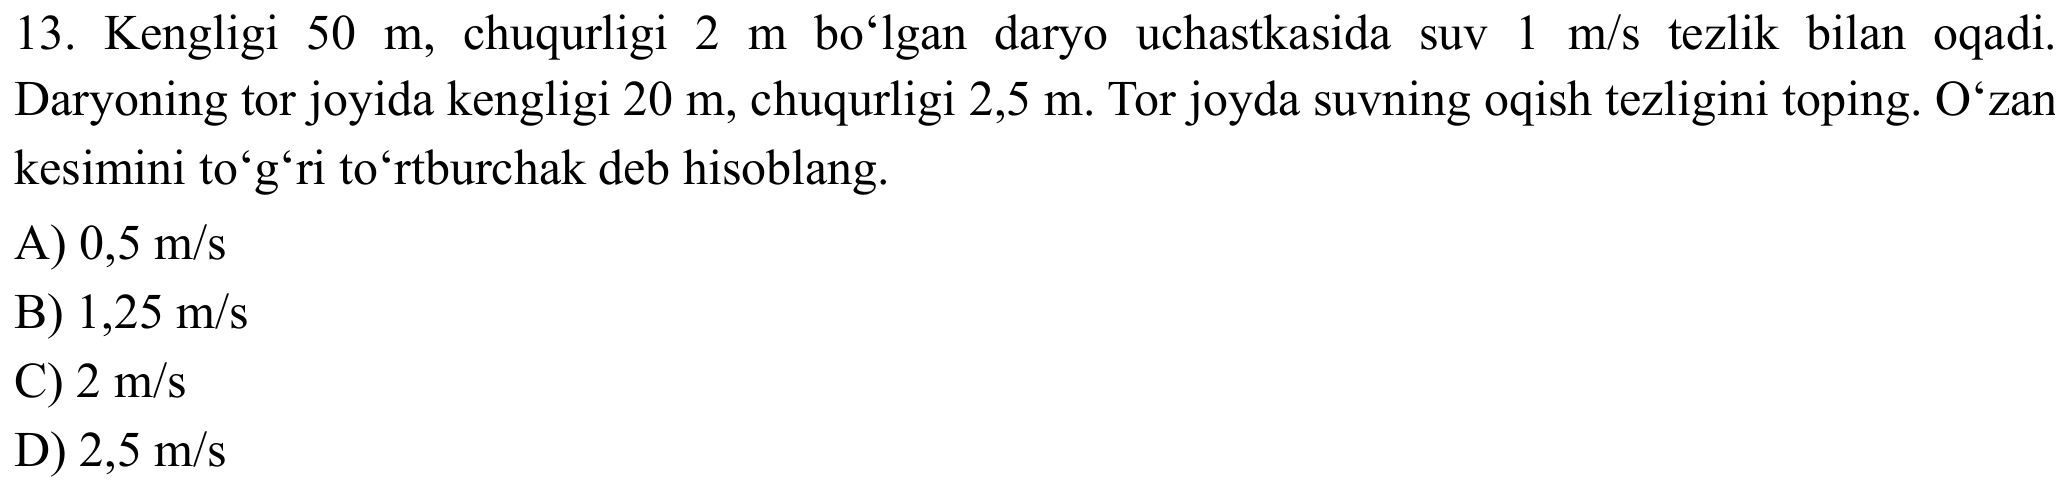 13. Kengligi 50 m, chuqurligi 2 m bo‘lgan daryo uchastkasida suv 1 m/s tezlik bilan oqadi.
Daryoning tor joyida kengligi 20 m, chuqurligi 2,5 m. Tor joyda suvning oqish tezligini toping. O‘zan
kesimini to‘g‘ri to‘rtburchak deb hisoblang.
A) 0,5 m/s
B) 1,25 m/s
C) 2 m/s
D) 2,5 m/s